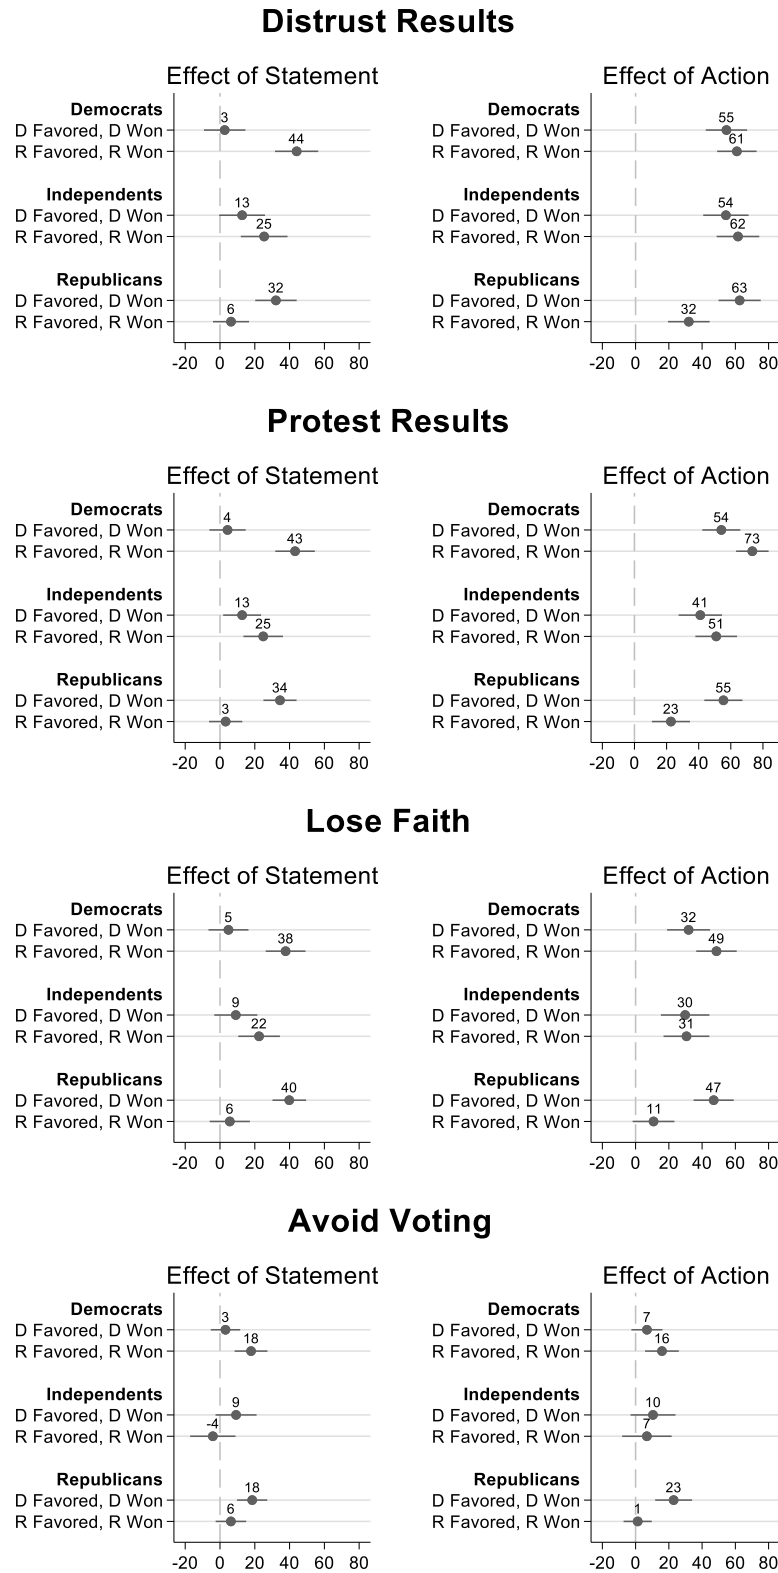 Distrust Results
Effect of Statement
Democrats
D Favored, D Won
3
R Favored, R Won
44
Independents
D Favored, D Won
13
R Favored, R Won
25
Republicans
D Favored, D Won
32
R Favored, R Won
6
-20 0 20 40 60 80
Effect of Action
Democrats
D Favored, D Won
55
R Favored, R Won
61
Independents
D Favored, D Won
54
R Favored, R Won
62
Republicans
D Favored, D Won
63
R Favored, R Won
32
-20 0 20 40 60 80
Protest Results
Effect of Statement
Democrats
D Favored, D Won
4
R Favored, R Won
43
Independents
D Favored, D Won
13
R Favored, R Won
25
Republicans
D Favored, D Won
34
R Favored, R Won
3
-20 0 20 40 60 80
Effect of Action
Democrats
D Favored, D Won
54
R Favored, R Won
73
Independents
D Favored, D Won
41
R Favored, R Won
51
Republicans
D Favored, D Won
55
R Favored, R Won
23
-20 0 20 40 60 80
Lose Faith
Effect of Statement
Democrats
D Favored, D Won
5
R Favored, R Won
38
Independents
D Favored, D Won
9
R Favored, R Won
22
Republicans
D Favored, D Won
40
R Favored, R Won
6
-20 0 20 40 60 80
Effect of Action
Democrats
D Favored, D Won
32
R Favored, R Won
49
Independents
D Favored, D Won
30
R Favored, R Won
31
Republicans
D Favored, D Won
47
R Favored, R Won
11
-20 0 20 40 60 80
Avoid Voting
Effect of Statement
Democrats
D Favored, D Won
3
R Favored, R Won
18
Independents
D Favored, D Won
9
R Favored, R Won
-4
Republicans
D Favored, D Won
18
R Favored, R Won
6
-20 0 20 40 60 80
Effect of Action
Democrats
D Favored, D Won
7
R Favored, R Won
16
Independents
D Favored, D Won
10
R Favored, R Won
7
Republicans
D Favored, D Won
23
R Favored, R Won
1
-20 0 20 40 60 80